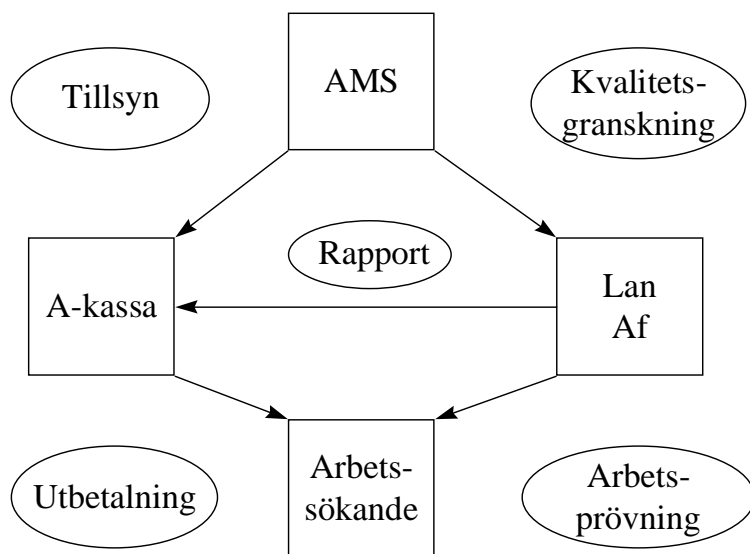 Tillsyn
AMS
Kvalitets-
granskning
Rapport
A-kassa
Lan
Af
Utbetalning
Arbets-
sökande
Arbets-
prövning